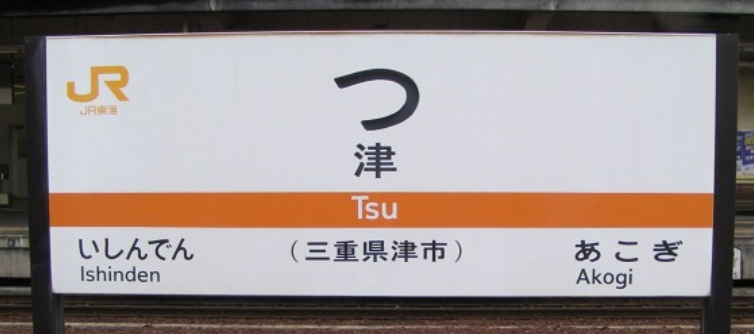 JR
JR東海
つ
津
Tsu
いしんでん
Ishinden
(三重県津市)
あこぎ
Akogi